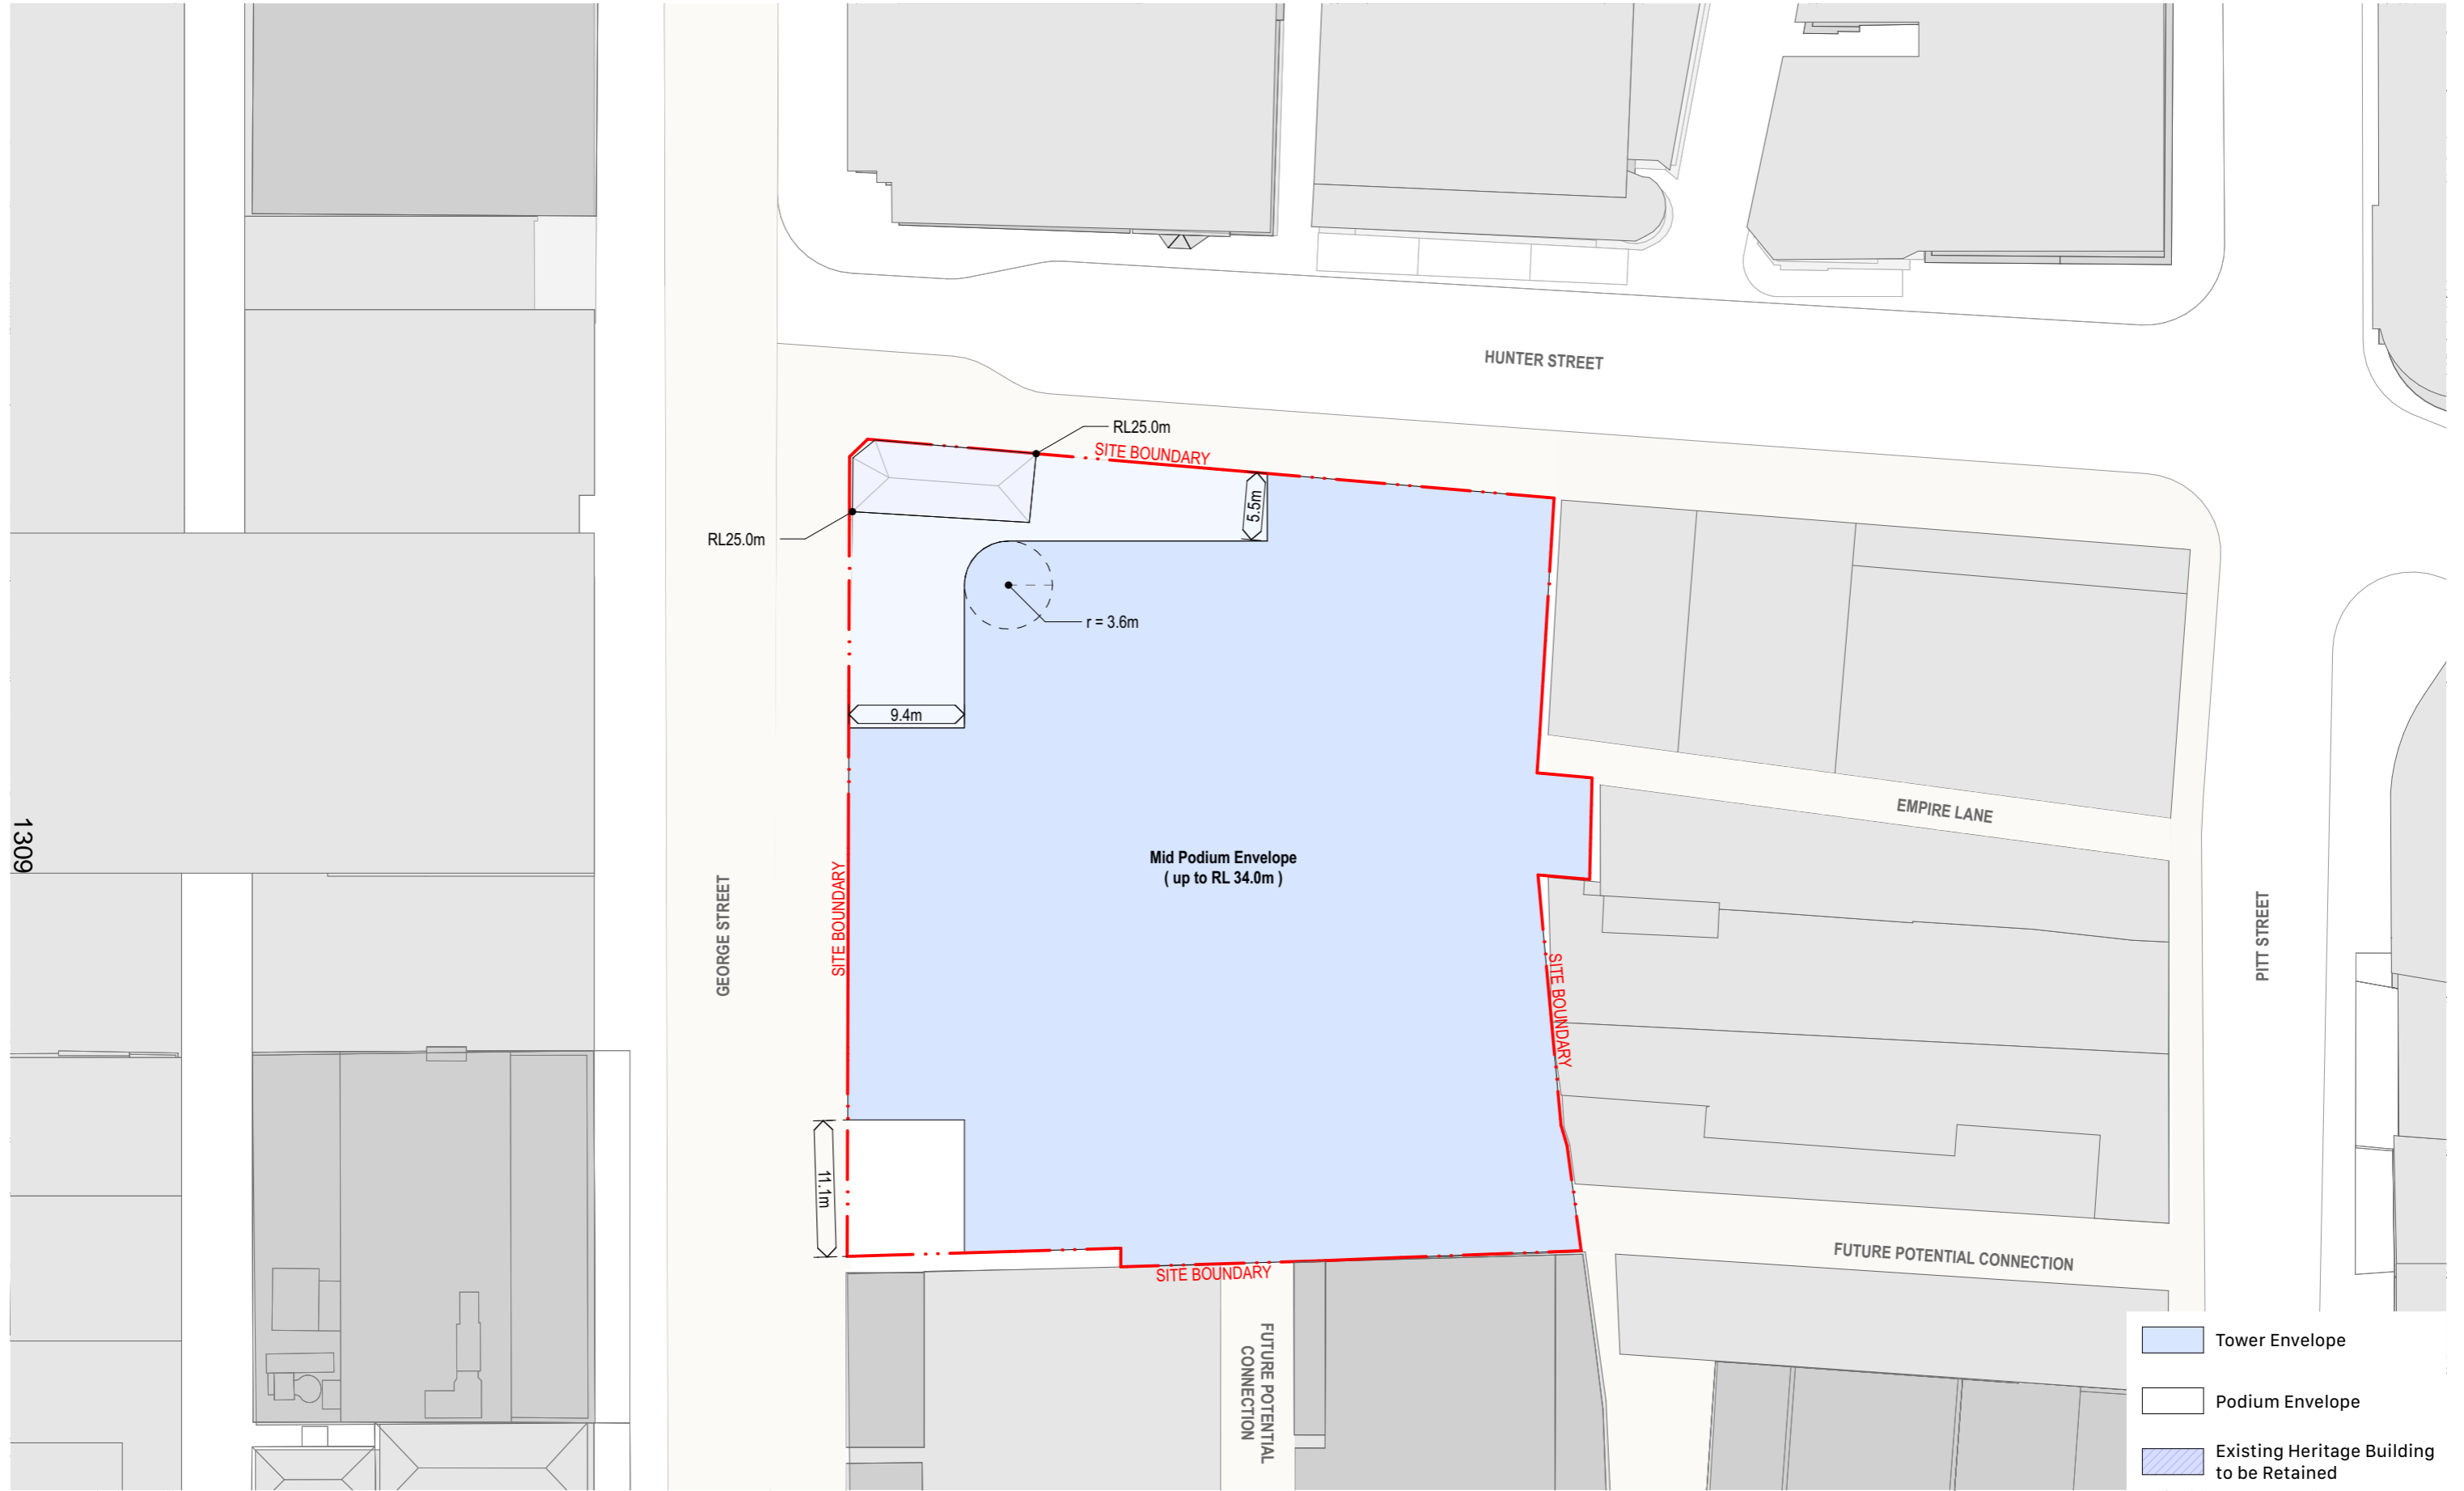 HUNTER STREET
RL25.0m
SITE BOUNDARY
5.5m
RL25.0m
r = 3.6m
9.4m
EMPIRE LANE
1309
Mid Podium Envelope
( up to RL 34.0m )
SITE BOUNDARY
GEORGE STREET
PITT STREET
SITE BOUNDARY
11.1m
FUTURE POTENTIAL CONNECTION
SITE BOUNDARY
FUTURE POTENTIAL
CONNECTION
Tower Envelope
Podium Envelope
Existing Heritage Building
to be Retained